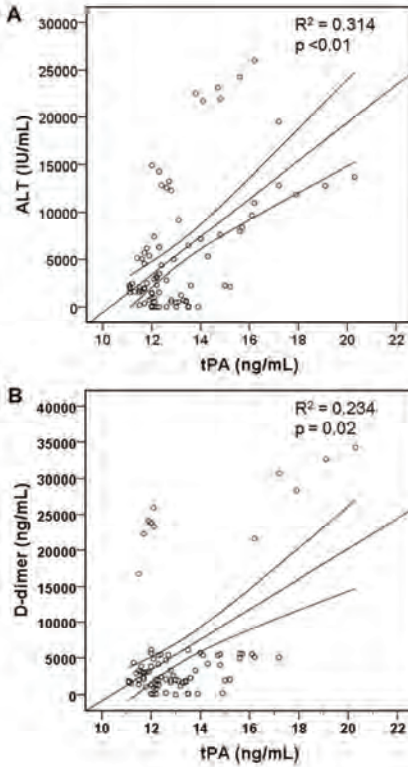 A
R² = 0.314
p <0.01
30000
25000
20000
15000
10000
5000
0
ALT (IU/mL)
10 12 14 16 18 20 22
tPA (ng/mL)
B
R² = 0.234
p = 0.02
40000
35000
30000
25000
20000
15000
10000
5000
0
D-dimer (ng/mL)
10 12 14 16 18 20 22
tPA (ng/mL)